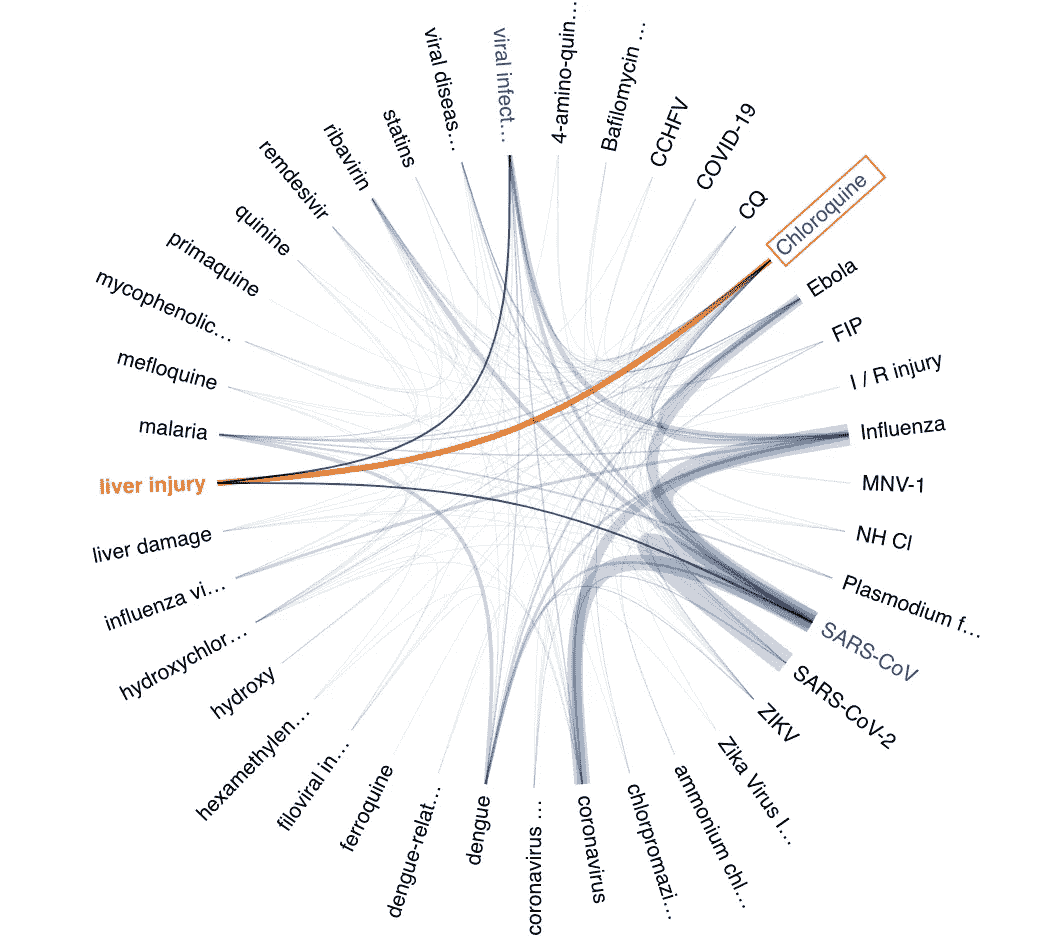 viral diseas…
viral infect…
4-amino-quin…
Bafilomycin …
CCHFV
COVID-19
CQ
Chloroquine
Ebola
FIP
I / R injury
Influenza
MNV-1
NH Cl
Plasmodium f…
SARS-CoV
SARS-CoV-2
ZIKV
Zika Virus I…
ammonium chl…
chlorpromazi…
coronavirus
coronavirus …
dengue
dengue-relat…
ferroquine
filoviral in…
hexamethylen…
hydroxy
hydroxychlor…
influenza vi…
liver damage
liver injury
malaria
mefloquine
mycophenolic…
primaquine
quinine
remdesivir
ribavirin
statins